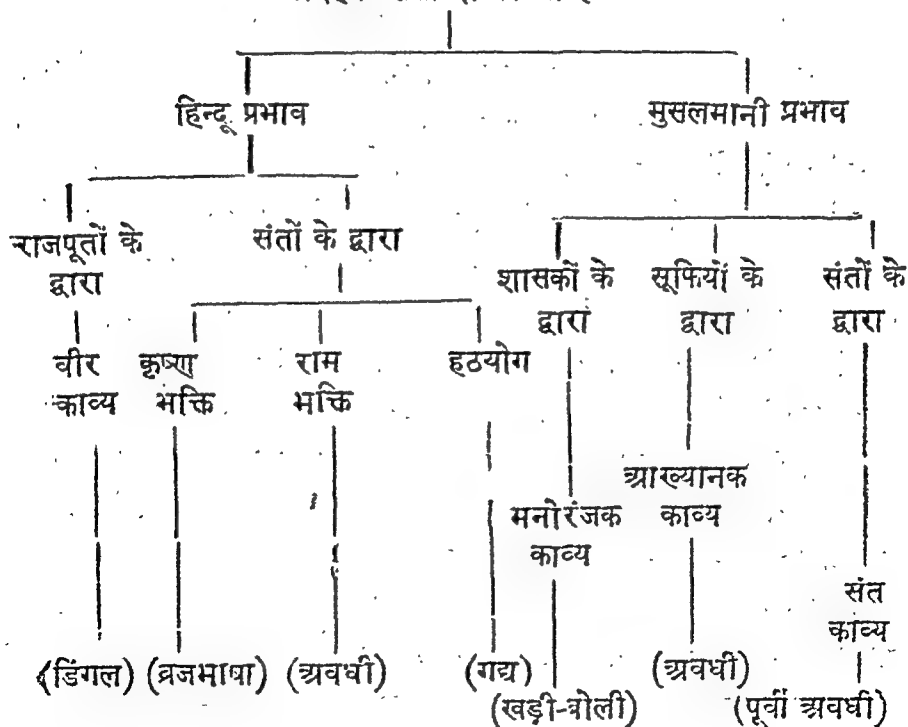 हिन्दू प्रभाव
मुसलमानी प्रभाव
राजपूतों के
द्वारा
संतों के द्वारा
शासकों के
द्वारा
सूफियों के
द्वारा
संतों के
द्वारा
वीर
काव्य
कृष्ण
भक्ति
राम
भक्ति
हठयोग
मनोरंजक
काव्य
आख्यानक
काव्य
संत
काव्य
(डिंगल) (व्रजभाषा) (अवधी)
(गद्य)
(खड़ी-बोली)
(अवधी)
(पूर्वी अवधी)